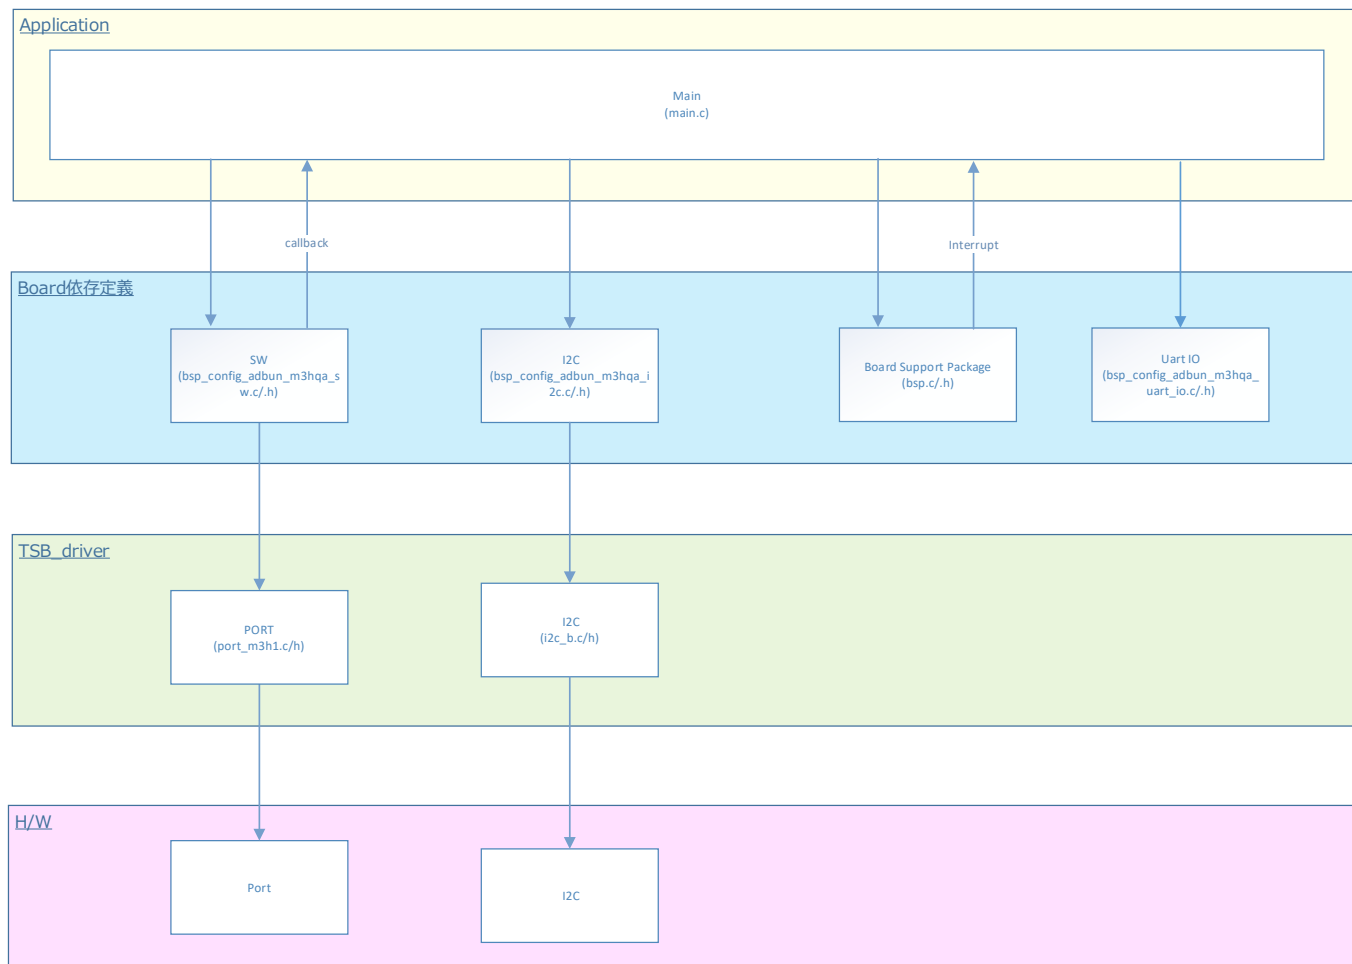 Application
Main
(main.c)
callback
Interrupt
Board依存定義
SW
(bsp_config_adbun_m3hqa_s
w.c/.h)
I2C
(bsp_config_adbun_m3hqa_i
2c.c/.h)
Board Support Package
(bsp.c/.h)
Uart IO
(bsp_config_adbun_m3hqa_
uart_io.c/.h)
TSB_driver
PORT
(port_m3h1.c/h)
I2C
(i2c_b.c/h)
H/W
Port
I2C